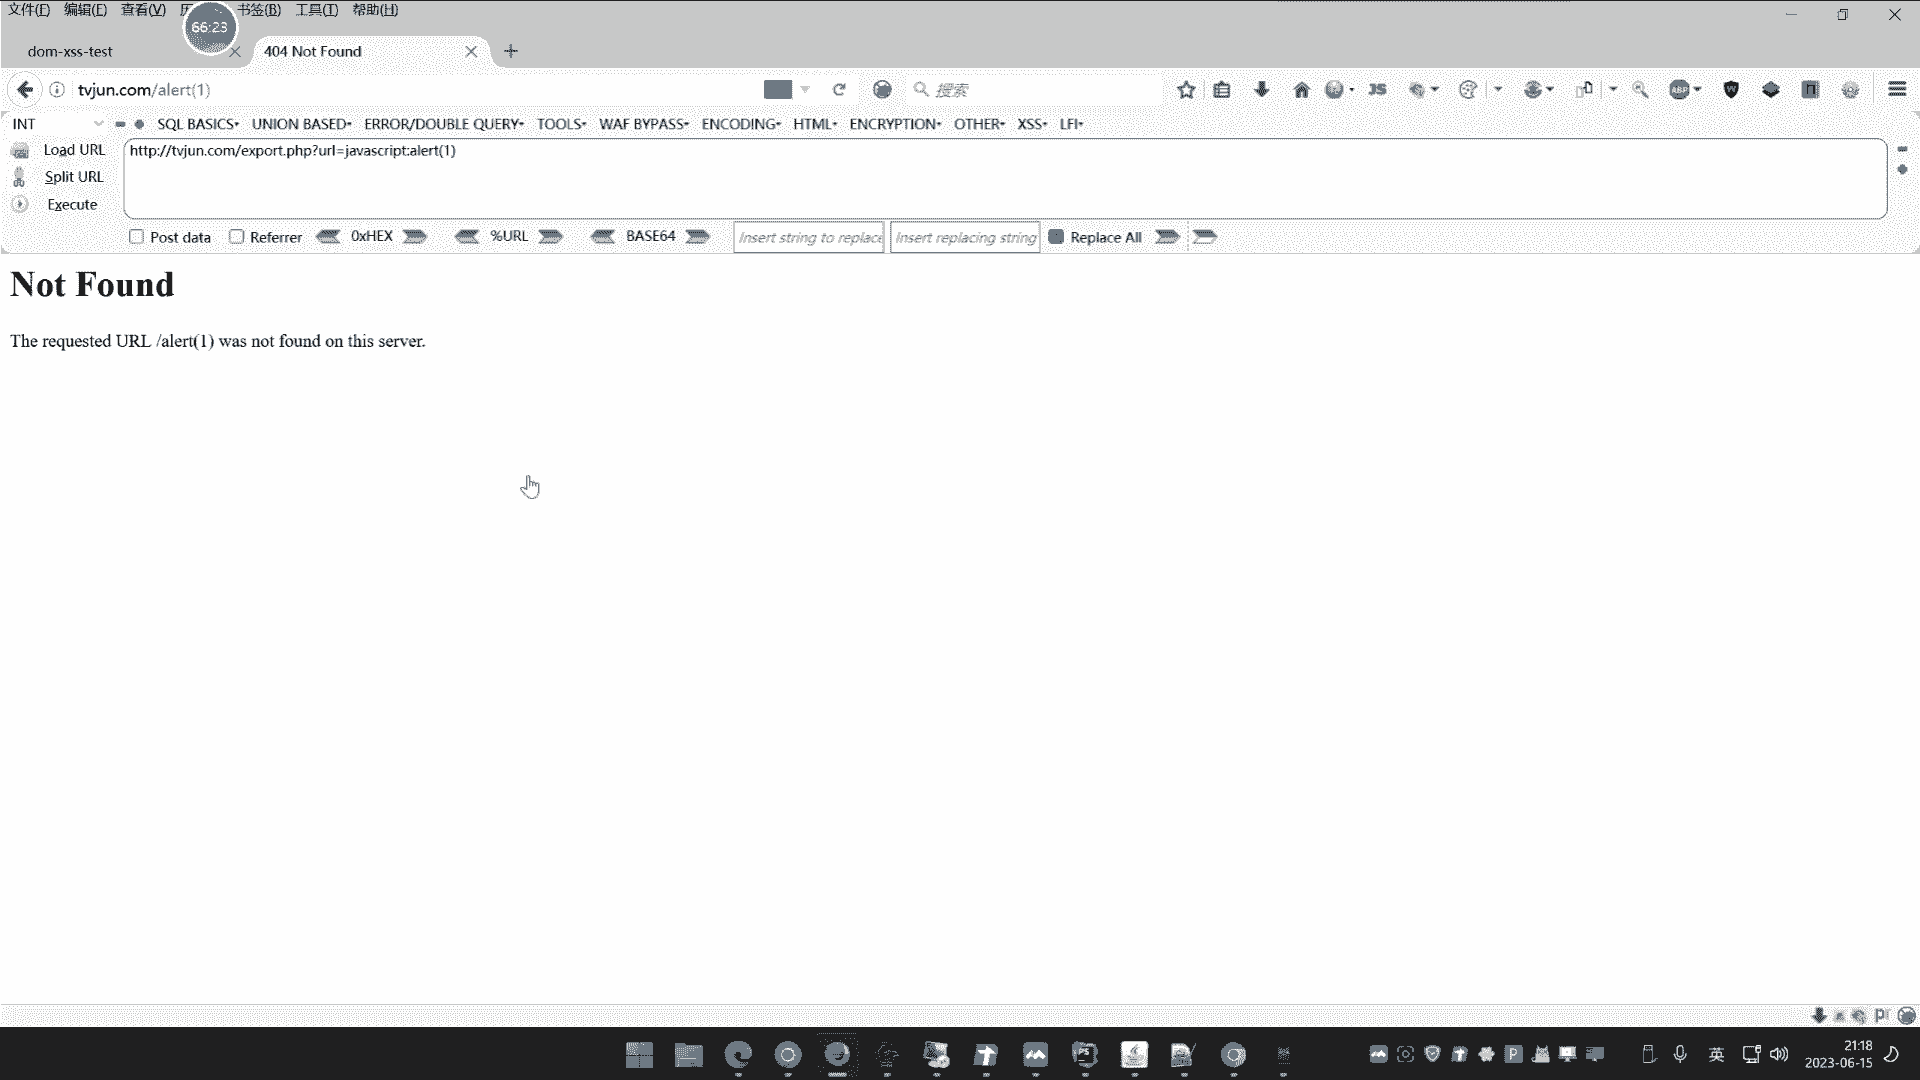 文件(F) 编辑(E) 查看(V) 历 书签(B) 工具(T) 帮助(H)
66:23
dom-xss-test
404 Not Found
tvjun.com/alert(1)
搜索
JS
ABP
INT
SQL BASICS UNION BASED ERROR/DOUBLE QUERY TOOLS WAF BYPASS ENCODING HTML ENCRYPTION OTHER XSS LFI
Load URL
http://tvjun.com/export.php?url=javascript:alert(1)
Split URL
Execute
Post data Referrer 0xHEX %URL BASE64 Insert string to replace Insert replacing string Replace All
Not Found
The requested URL /alert(1) was not found on this server.
英
21:18
2023-06-15